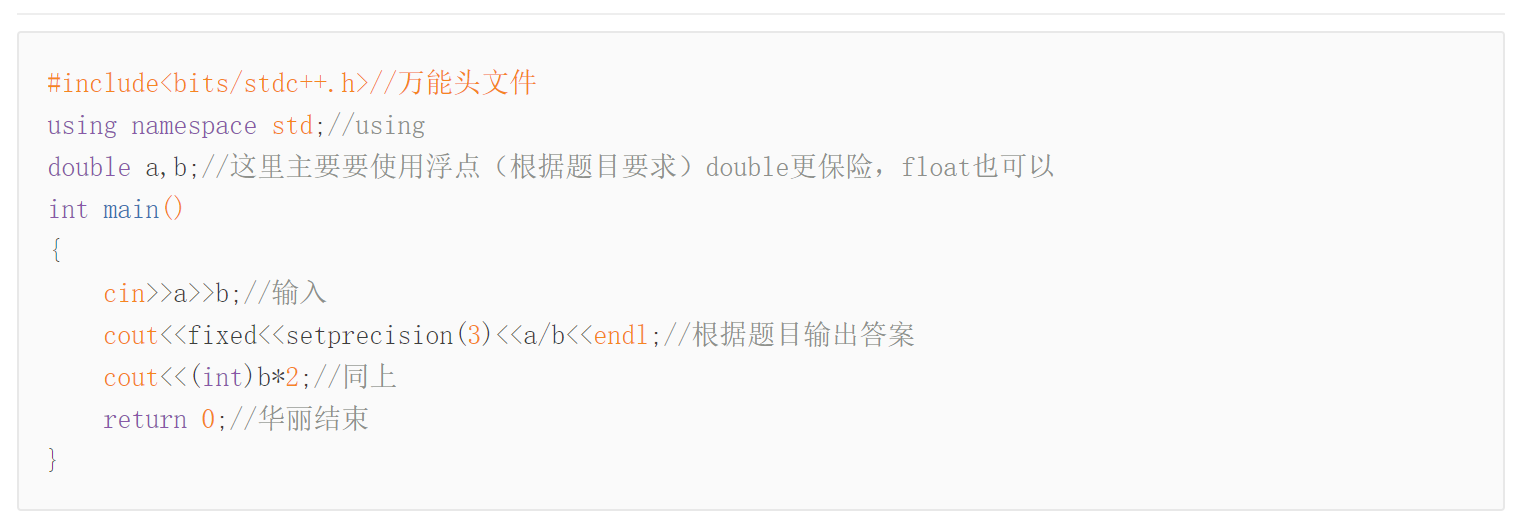 #include<bits/stdc++.h>//万能头文件
using namespace std;//using
double a,b;//这里主要要使用浮点（根据题目要求）double更保险，float也可以
int main()
{
    cin>>a>>b;//输入
    cout<<fixed<<setprecision(3)<<a/b<<endl;//根据题目输出答案
    cout<<(int)b*2;//同上
    return 0;//华丽结束
}